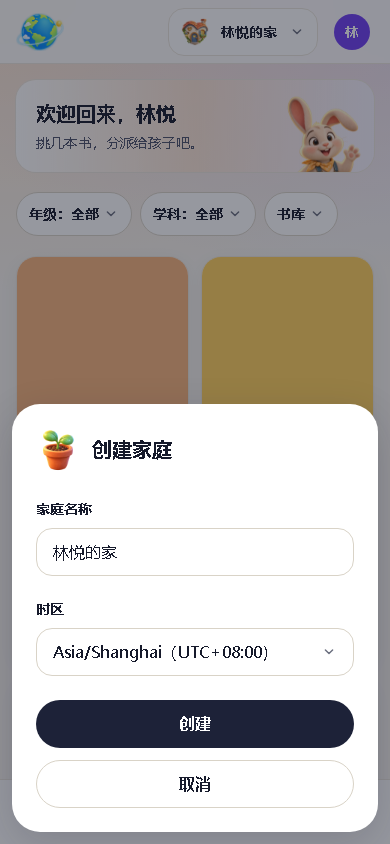 林悦的家
林
欢迎回来，林悦
挑几本书，分派给孩子吧。
年级：全部
学科：全部
书库
创建家庭
家庭名称
林悦的家
时区
Asia/Shanghai（UTC+08:00）
创建
取消